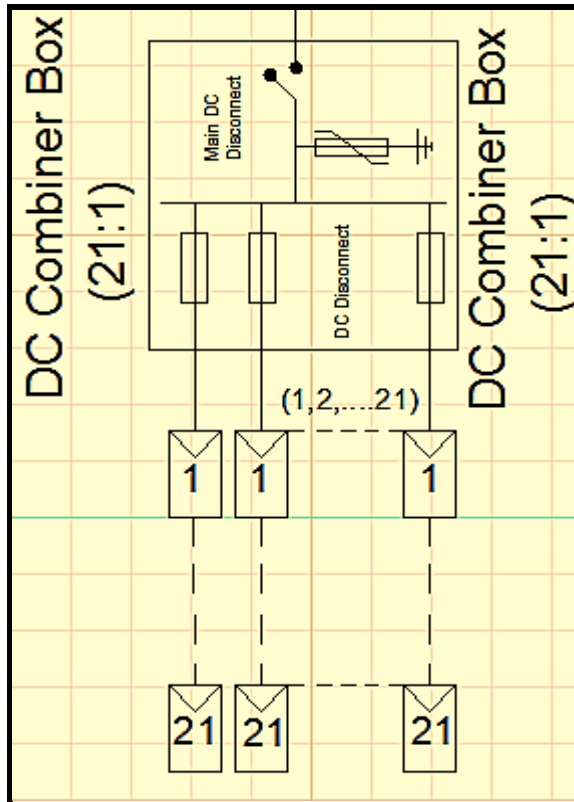 DC Combiner Box
(21:1)
Main DC
Disconnect
DC Disconnect
DC Combiner Box
(21:1)
(1,2,....21)
1
1
1
21
21
21